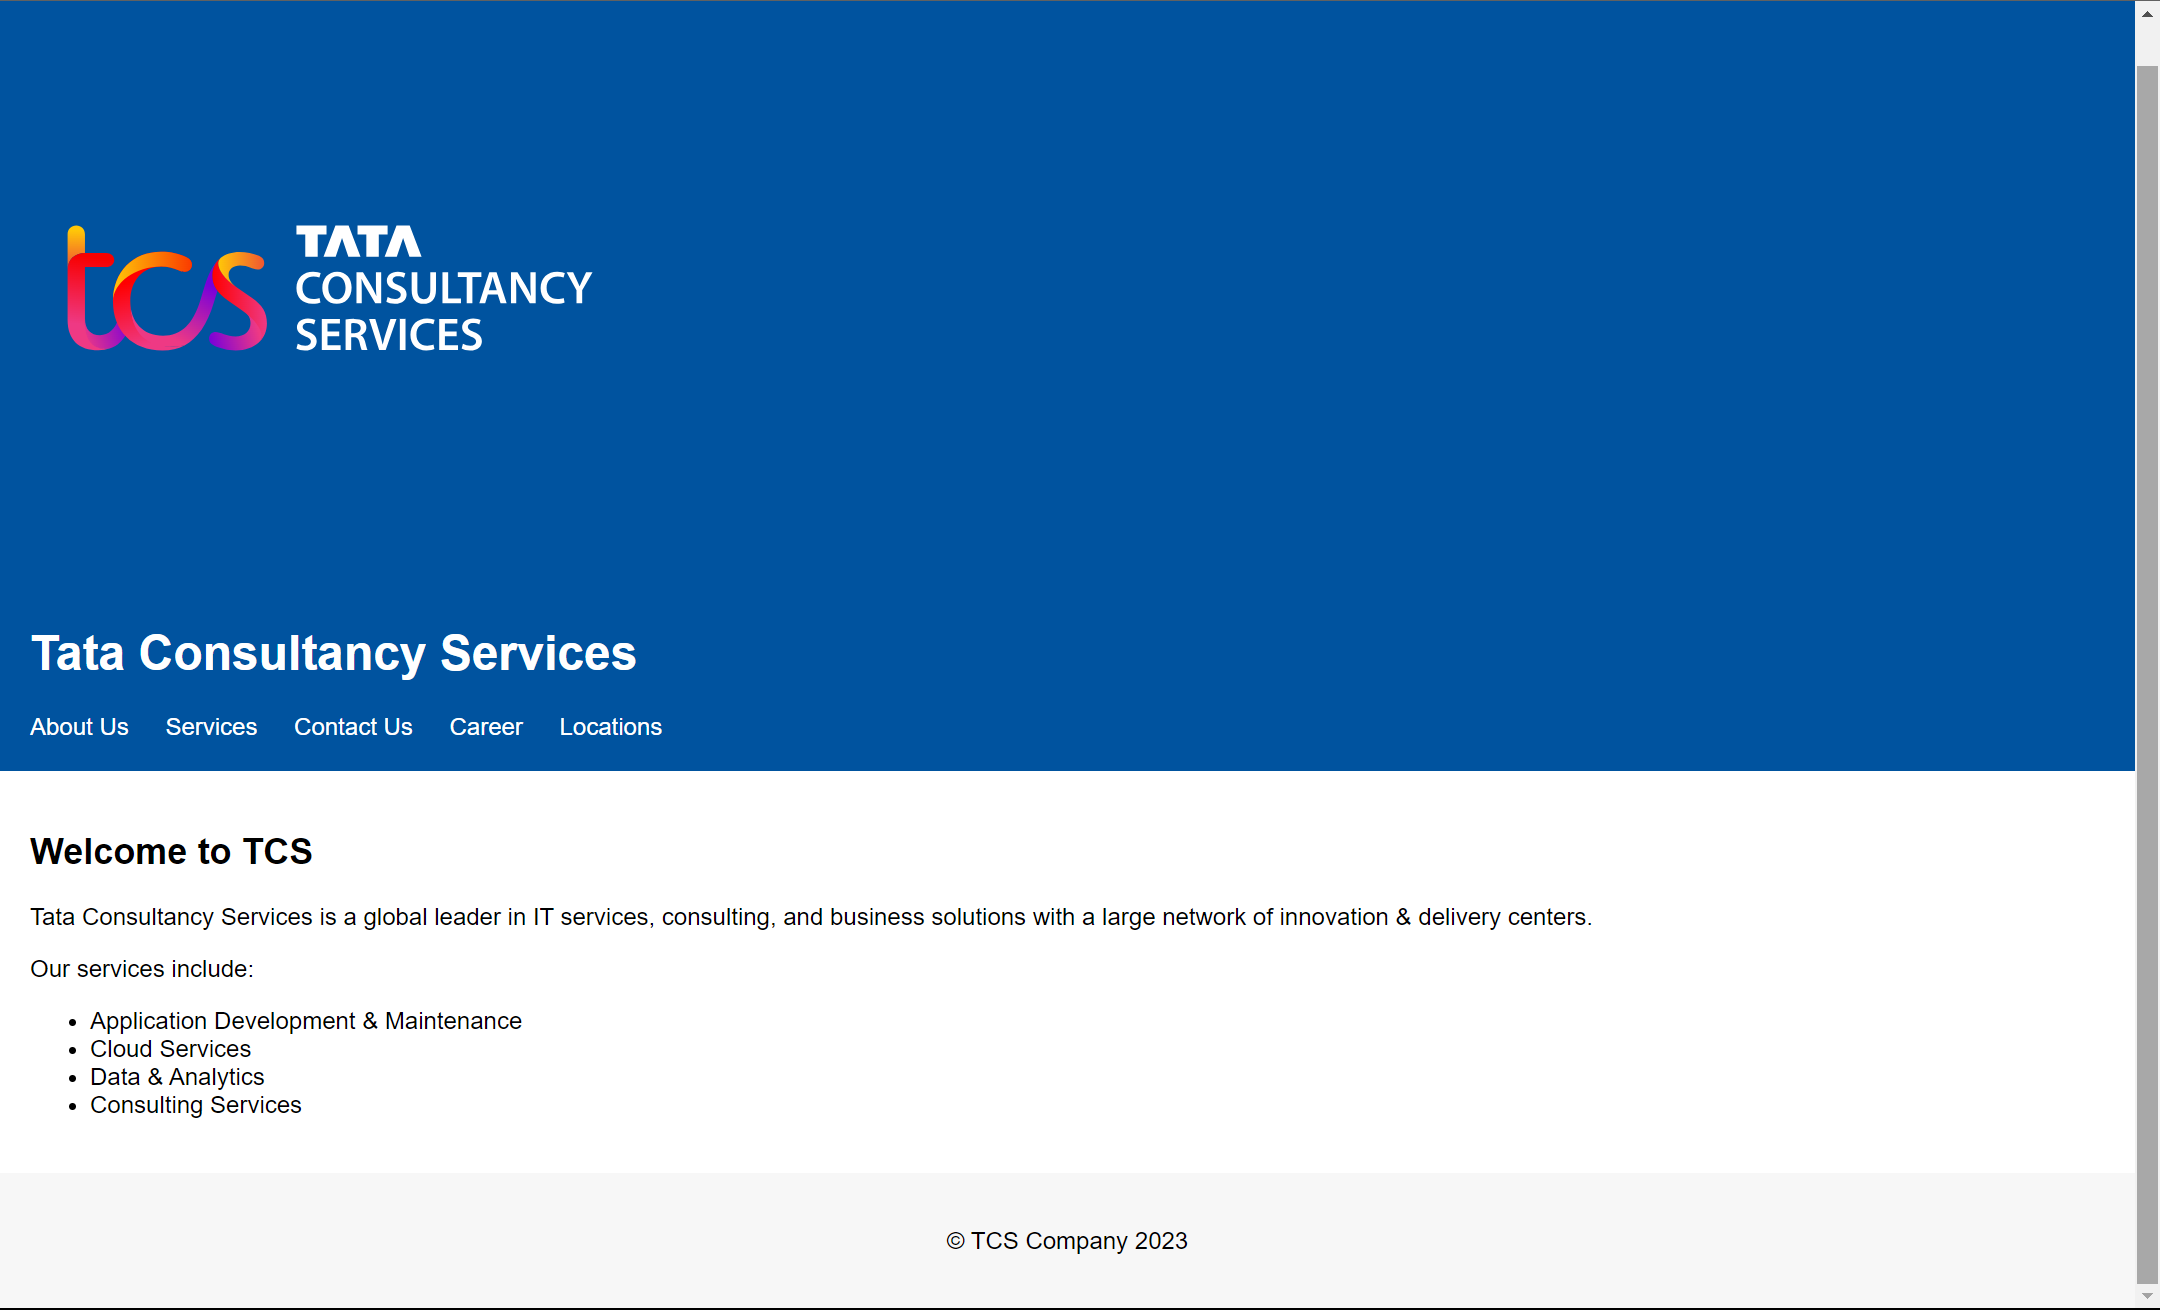 tcs
TATA
CONSULTANCY
SERVICES
Tata Consultancy Services
About Us Services Contact Us Career Locations
Welcome to TCS
Tata Consultancy Services is a global leader in IT services, consulting, and business solutions with a large network of innovation & delivery centers.
Our services include:
• Application Development & Maintenance
• Cloud Services
• Data & Analytics
• Consulting Services
© TCS Company 2023